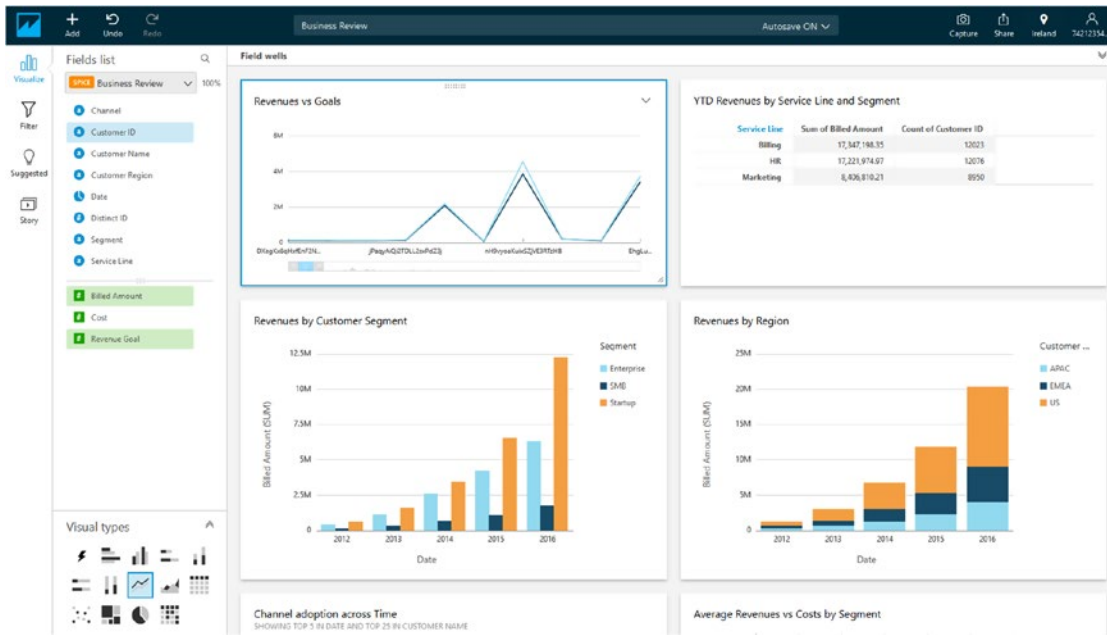 Add
Undo
Redo
Business Review
Autosave ON
Capture
Share
Ireland
74212354...
Visualize
Filter
Suggested
Story
Fields list
SPICE Business Review 100%
Channel
Customer ID
Customer Name
Customer Region
Date
Distinct ID
Segment
Service Line
Billed Amount
Cost
Revenue Goal
Visual types
Field wells
Revenues vs Goals
6M
4M
2M
0
EhgLu...
YTD Revenues by Service Line and Segment
Service Line Sum of Billed Amount Count of Customer ID
Billing 17,347,198.35 12023
HR 17,221,974.97 12076
Marketing 8,406,810.21 8950
Revenues by Customer Segment
12.5M
10M
7.5M
5M
2.5M
0
Billed Amount (SUM)
2012 2013 2014 2015 2016
Date
Segment
Enterprise
SMB
Startup
Revenues by Region
25M
20M
15M
10M
5M
0
Billed Amount (SUM)
2012 2013 2014 2015 2016
Date
Customer ...
APAC
EMEA
US
Channel adoption across Time
SHOWING TOP 5 IN DATE AND TOP 25 IN CUSTOMER NAME
Average Revenues vs Costs by Segment